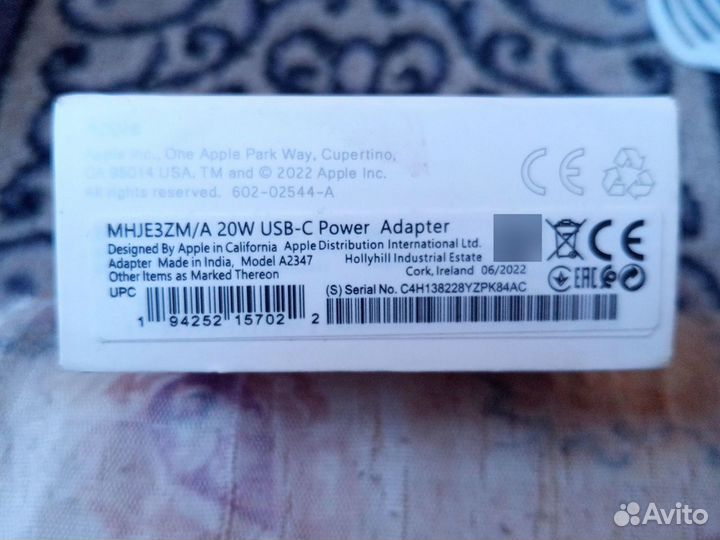 Apple
Apple Inc., One Apple Park Way, Cupertino,
CA 95014 USA. TM and © 2022 Apple Inc.
All rights reserved. 602-02544-A
MHJE3ZM/A 20W USB-C Power Adapter
Designed By Apple in California Apple Distribution International Ltd.
Adapter Made in India, Model A2347 Hollyhill Industrial Estate
Other Items as Marked Thereon Cork, Ireland 06/2022
UPC (S) Serial No. C4H138228YZPK84AC
1 94252 15702 2
CE
CE
EAC
Avito